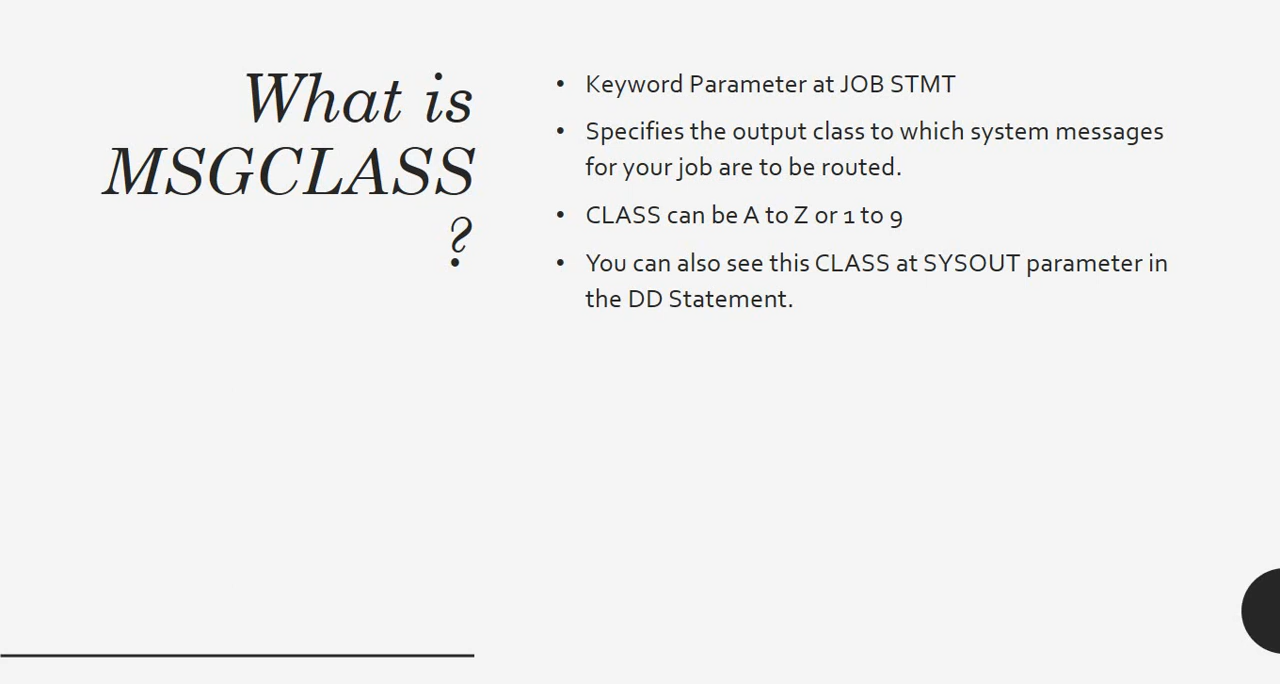 What is
MSGCLASS
?
• Keyword Parameter at JOB STMT
• Specifies the output class to which system messages
for your job are to be routed.
• CLASS can be A to Z or 1 to 9
• You can also see this CLASS at SYSOUT parameter in
the DD Statement.